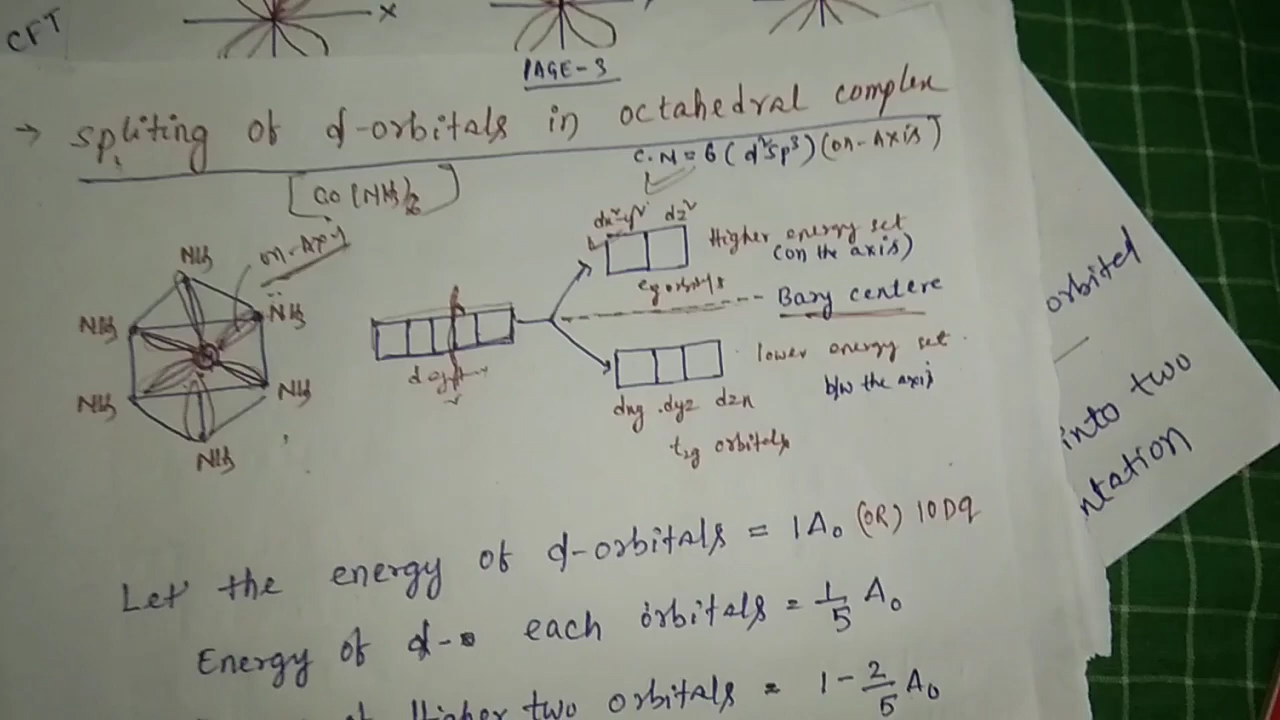 CFT
x
PAGE-3
→ spliting of d-orbitals in octahedral complex
C.N = 6 (d²sp³) (on-Axis)
[CO(NH3)6]
on-Axis
dx²-y² dz²
Higher energy set
(on the axis)
eg orbitals
Bary centere
NH3
NH3
NH3
NH3
NH3
NH3
lower energy set
b/w the axis
dxy dyz dzx
t2g orbitals
orbitel
into two
ntation
Let the energy of d-orbitals = 1Δ0 (OR) 10Dq
Energy of d- each orbitals = 1/5 Δ0
Higher two orbitals = 1 - 2/5 Δ0